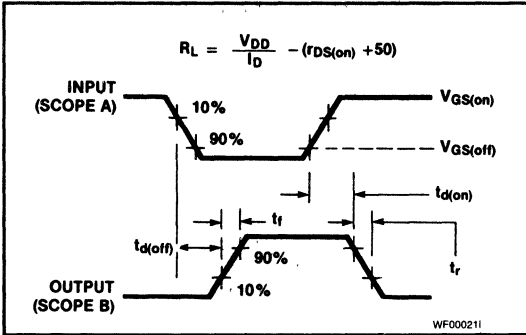 R_L = V_DD / I_D - (r_DS(on) +50)
INPUT
(SCOPE A)
10%
90%
V_GS(on)
V_GS(off)
t_d(on)
t_f
t_d(off)
90%
10%
t_r
OUTPUT
(SCOPE B)
WF00021I